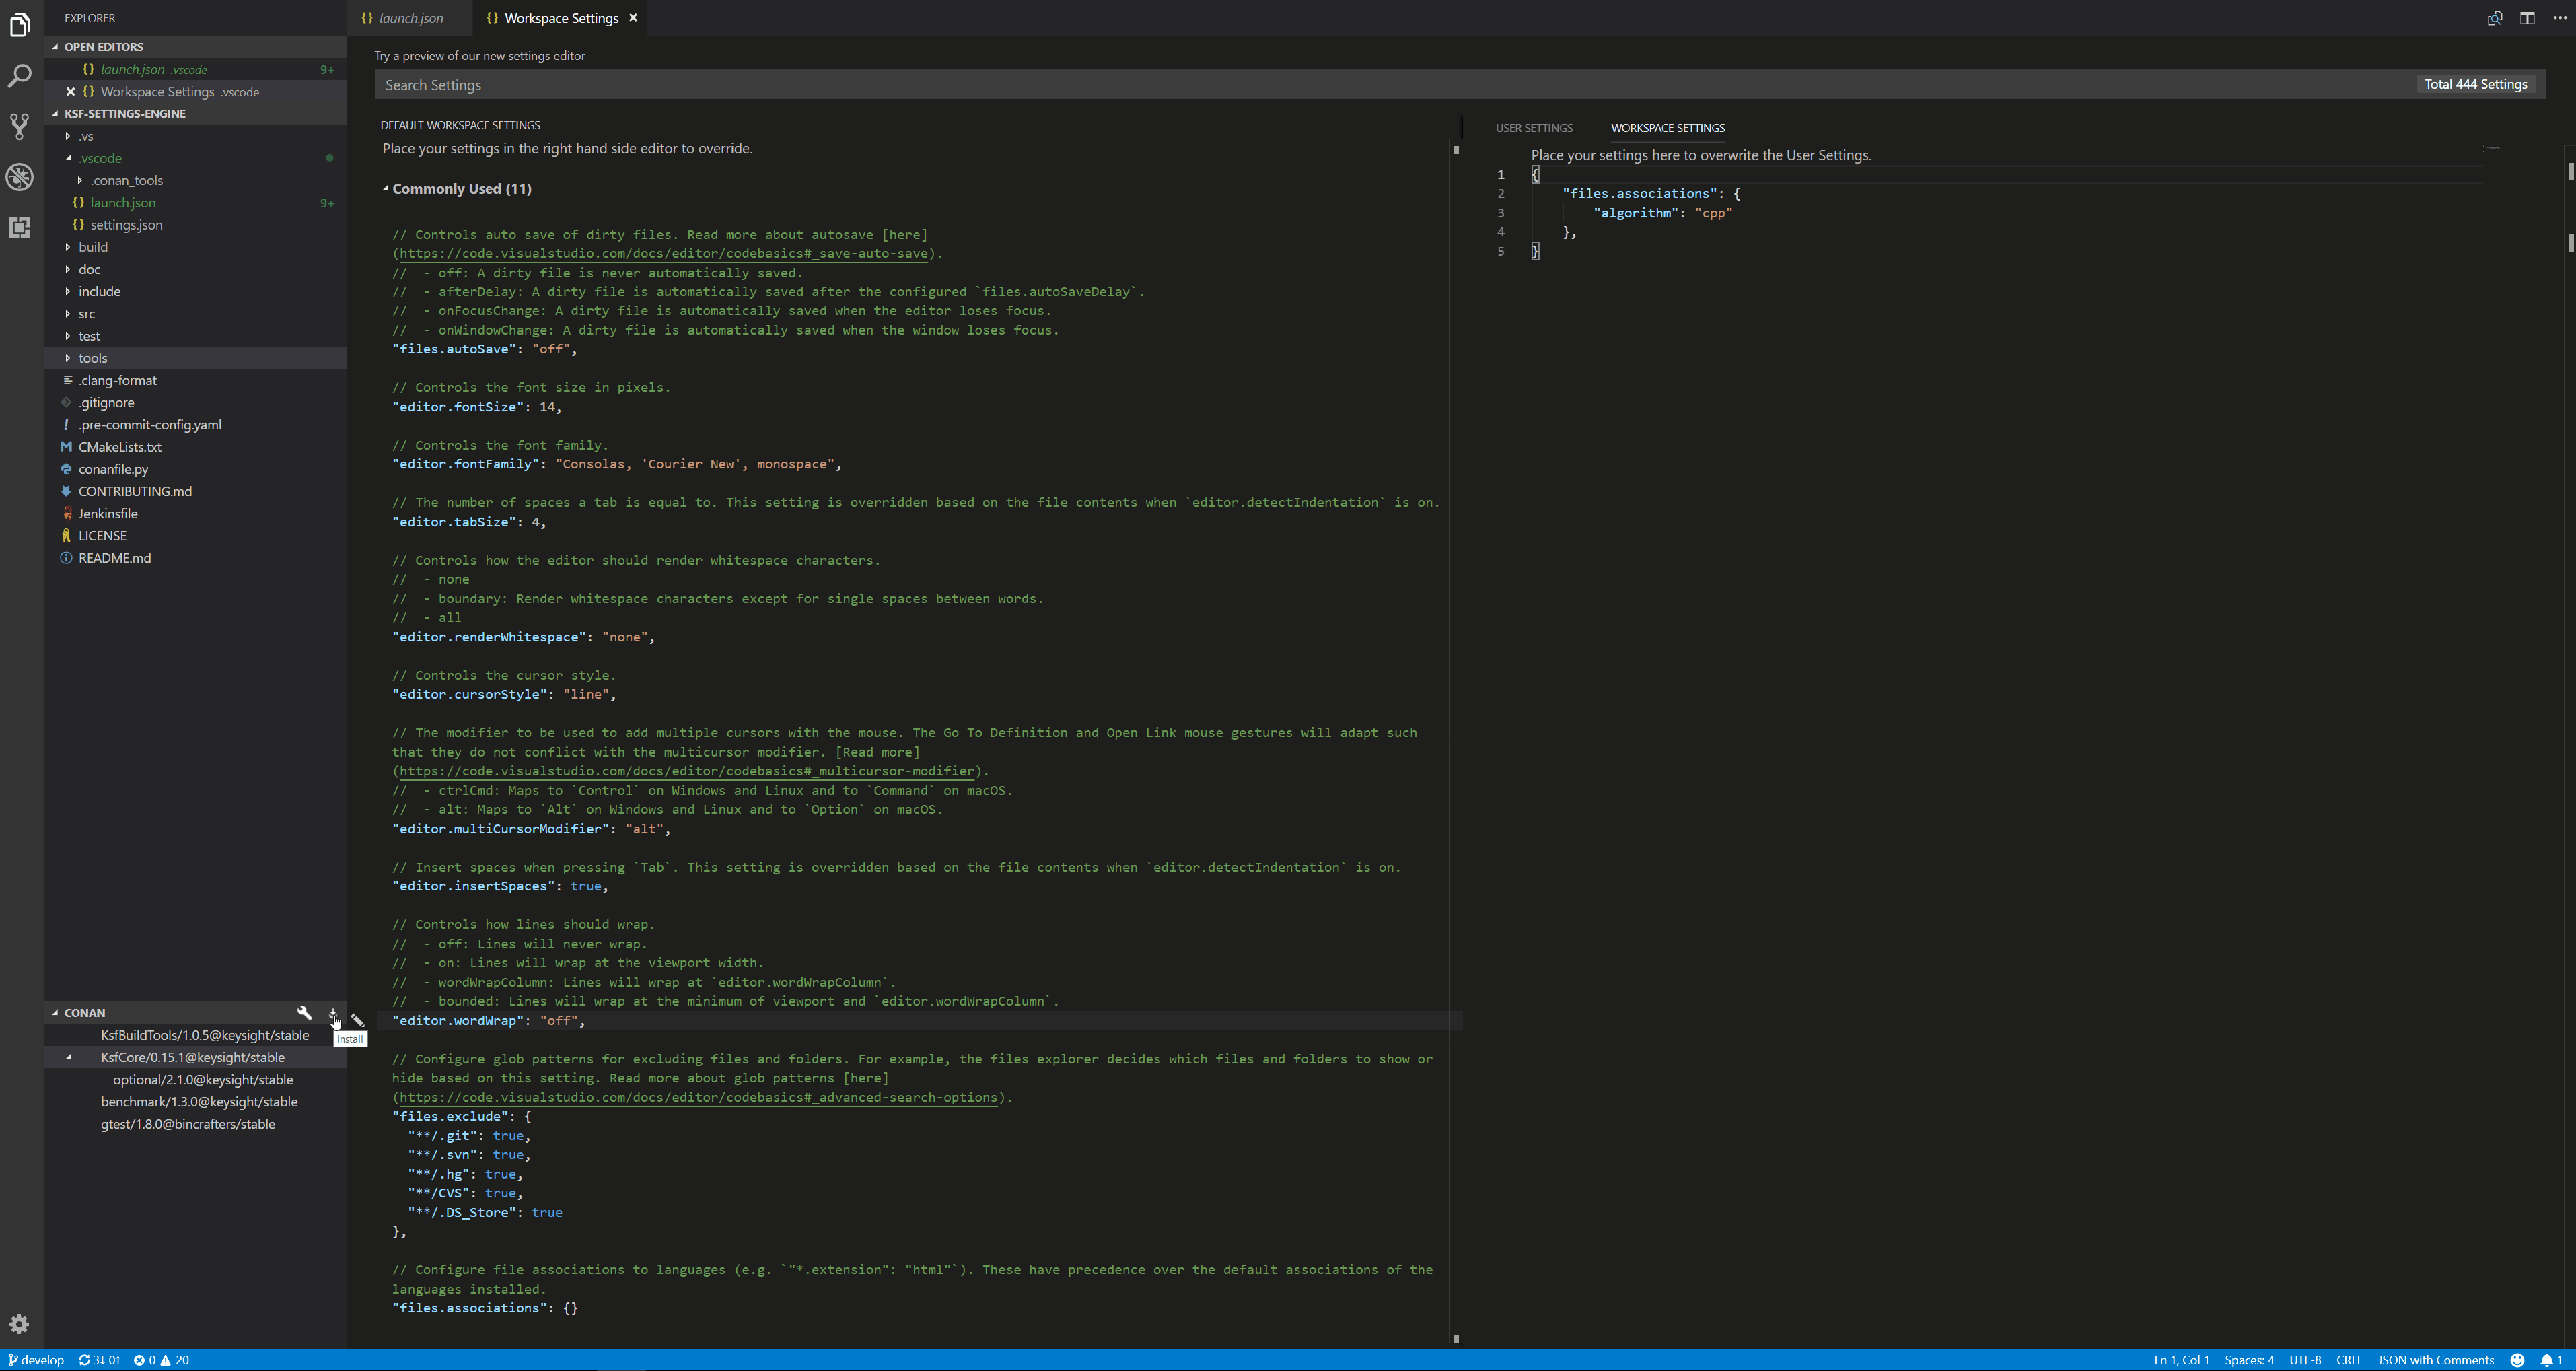 EXPLORER
OPEN EDITORS
launch.json .vscode 9+
Workspace Settings .vscode
KSF-SETTINGS-ENGINE
.vs
.vscode
.conan_tools
launch.json 9+
settings.json
build
doc
include
src
test
tools
.clang-format
.gitignore
.pre-commit-config.yaml
CMakeLists.txt
conanfile.py
CONTRIBUTING.md
Jenkinsfile
LICENSE
README.md
CONAN
Install
KsfBuildTools/1.0.5@keysight/stable
KsfCore/0.15.1@keysight/stable
optional/2.1.0@keysight/stable
benchmark/1.3.0@keysight/stable
gtest/1.8.0@bincrafters/stable
{} launch.json
{} Workspace Settings ×
Try a preview of our new settings editor
Search Settings
Total 444 Settings
DEFAULT WORKSPACE SETTINGS
Place your settings in the right hand side editor to override.
Commonly Used (11)
// Controls auto save of dirty files. Read more about autosave [here]
(https://code.visualstudio.com/docs/editor/codebasics#_save-auto-save).
//  - off: A dirty file is never automatically saved.
//  - afterDelay: A dirty file is automatically saved after the configured `files.autoSaveDelay`.
//  - onFocusChange: A dirty file is automatically saved when the editor loses focus.
//  - onWindowChange: A dirty file is automatically saved when the window loses focus.
"files.autoSave": "off",
// Controls the font size in pixels.
"editor.fontSize": 14,
// Controls the font family.
"editor.fontFamily": "Consolas, 'Courier New', monospace",
// The number of spaces a tab is equal to. This setting is overridden based on the file contents when `editor.detectIndentation` is on.
"editor.tabSize": 4,
// Controls how the editor should render whitespace characters.
//  - none
//  - boundary: Render whitespace characters except for single spaces between words.
//  - all
"editor.renderWhitespace": "none",
// Controls the cursor style.
"editor.cursorStyle": "line",
// The modifier to be used to add multiple cursors with the mouse. The Go To Definition and Open Link mouse gestures will adapt such
that they do not conflict with the multicursor modifier. [Read more]
(https://code.visualstudio.com/docs/editor/codebasics#_multicursor-modifier).
//  - ctrlCmd: Maps to `Control` on Windows and Linux and to `Command` on macOS.
//  - alt: Maps to `Alt` on Windows and Linux and to `Option` on macOS.
"editor.multiCursorModifier": "alt",
// Insert spaces when pressing `Tab`. This setting is overridden based on the file contents when `editor.detectIndentation` is on.
"editor.insertSpaces": true,
// Controls how lines should wrap.
//  - off: Lines will never wrap.
//  - on: Lines will wrap at the viewport width.
//  - wordWrapColumn: Lines will wrap at `editor.wordWrapColumn`.
//  - bounded: Lines will wrap at the minimum of viewport and `editor.wordWrapColumn`.
"editor.wordWrap": "off",
// Configure glob patterns for excluding files and folders. For example, the files explorer decides which files and folders to show or
hide based on this setting. Read more about glob patterns [here]
(https://code.visualstudio.com/docs/editor/codebasics#_advanced-search-options).
"files.exclude": {
"**/.git": true,
"**/.svn": true,
"**/.hg": true,
"**/CVS": true,
"**/.DS_Store": true
},
// Configure file associations to languages (e.g. `"*.extension": "html"`). These have precedence over the default associations of the
languages installed.
"files.associations": {}
USER SETTINGS WORKSPACE SETTINGS
Place your settings here to overwrite the User Settings.
1 {
2 "files.associations": {
3 "algorithm": "cpp"
4 },
5 }
develop 3↓ 0↑ 0 20
Ln 1, Col 1 Spaces: 4 UTF-8 CRLF JSON with Comments 1